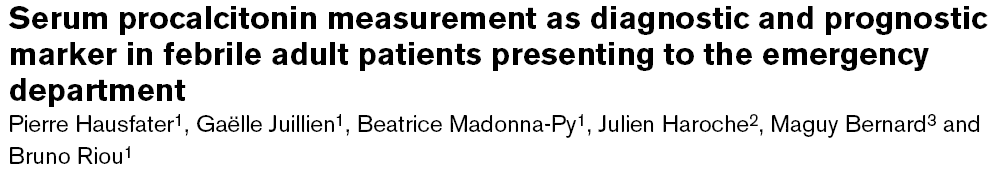 Serum procalcitonin measurement as diagnostic and prognostic
marker in febrile adult patients presenting to the emergency
department
Pierre Hausfater1, Gaëlle Juillien1, Beatrice Madonna-Py1, Julien Haroche2, Maguy Bernard3 and
Bruno Riou1